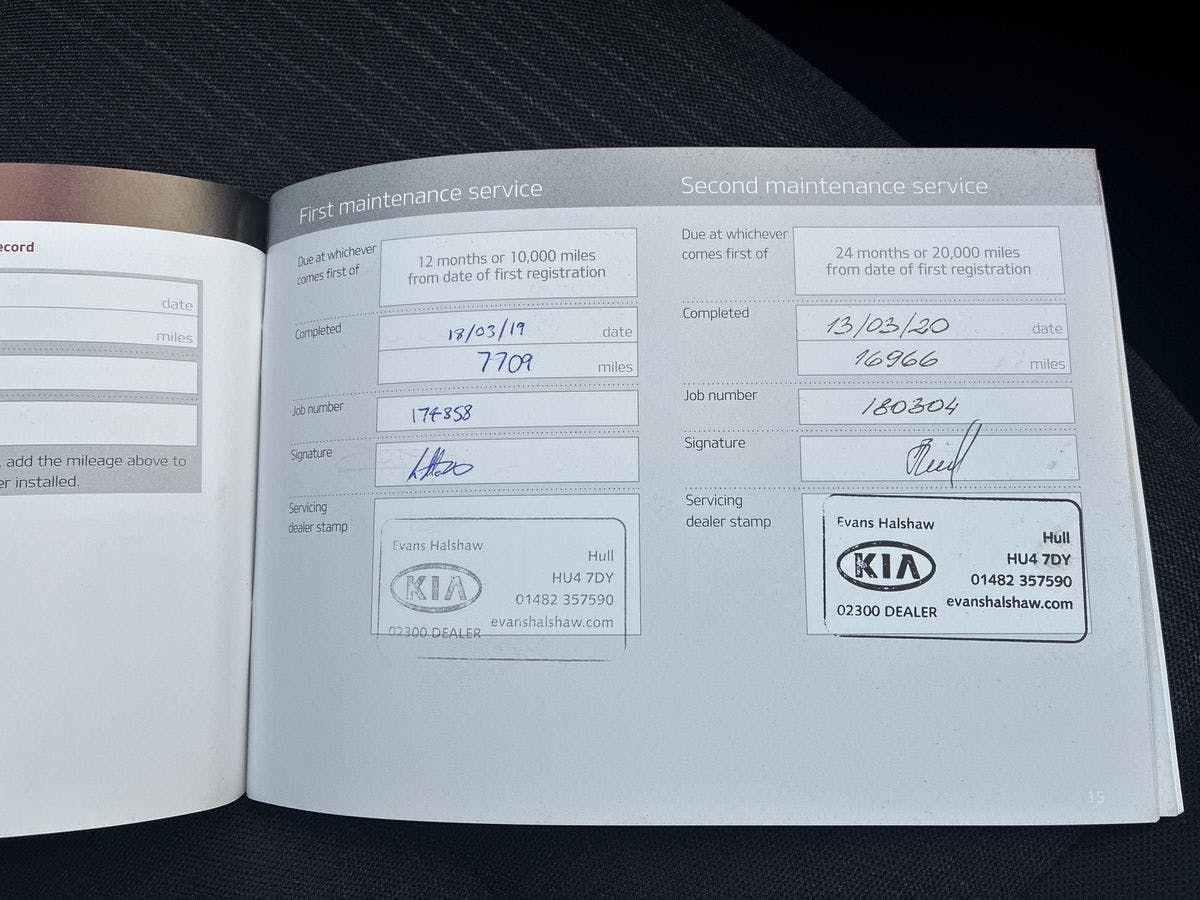 ecord
date
miles
, add the mileage above to
er installed.
First maintenance service
Due at whichever
comes first of
12 months or 10,000 miles
from date of first registration
Completed
18/03/19 date
7709 miles
Job number
174858
Signature
Servicing
dealer stamp
Evans Halshaw
KIA
02300 DEALER
Hull
HU4 7DY
01482 357590
evanshalshaw.com
Second maintenance service
Due at whichever
comes first of
24 months or 20,000 miles
from date of first registration
Completed
13/03/20 date
16966 miles
Job number
180304
Signature
Servicing
dealer stamp
Evans Halshaw
KIA
02300 DEALER
Hull
HU4 7DY
01482 357590
evanshalshaw.com
15